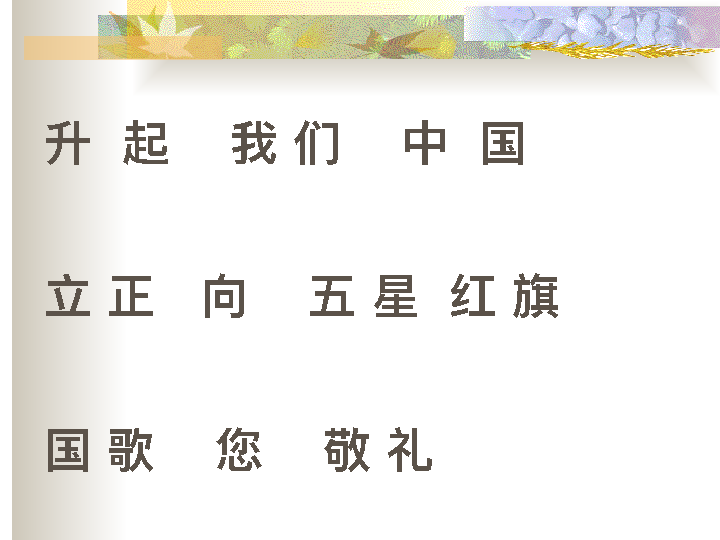 升 起 我 们 中 国
立 正 向 五 星 红 旗
国 歌 您 敬 礼